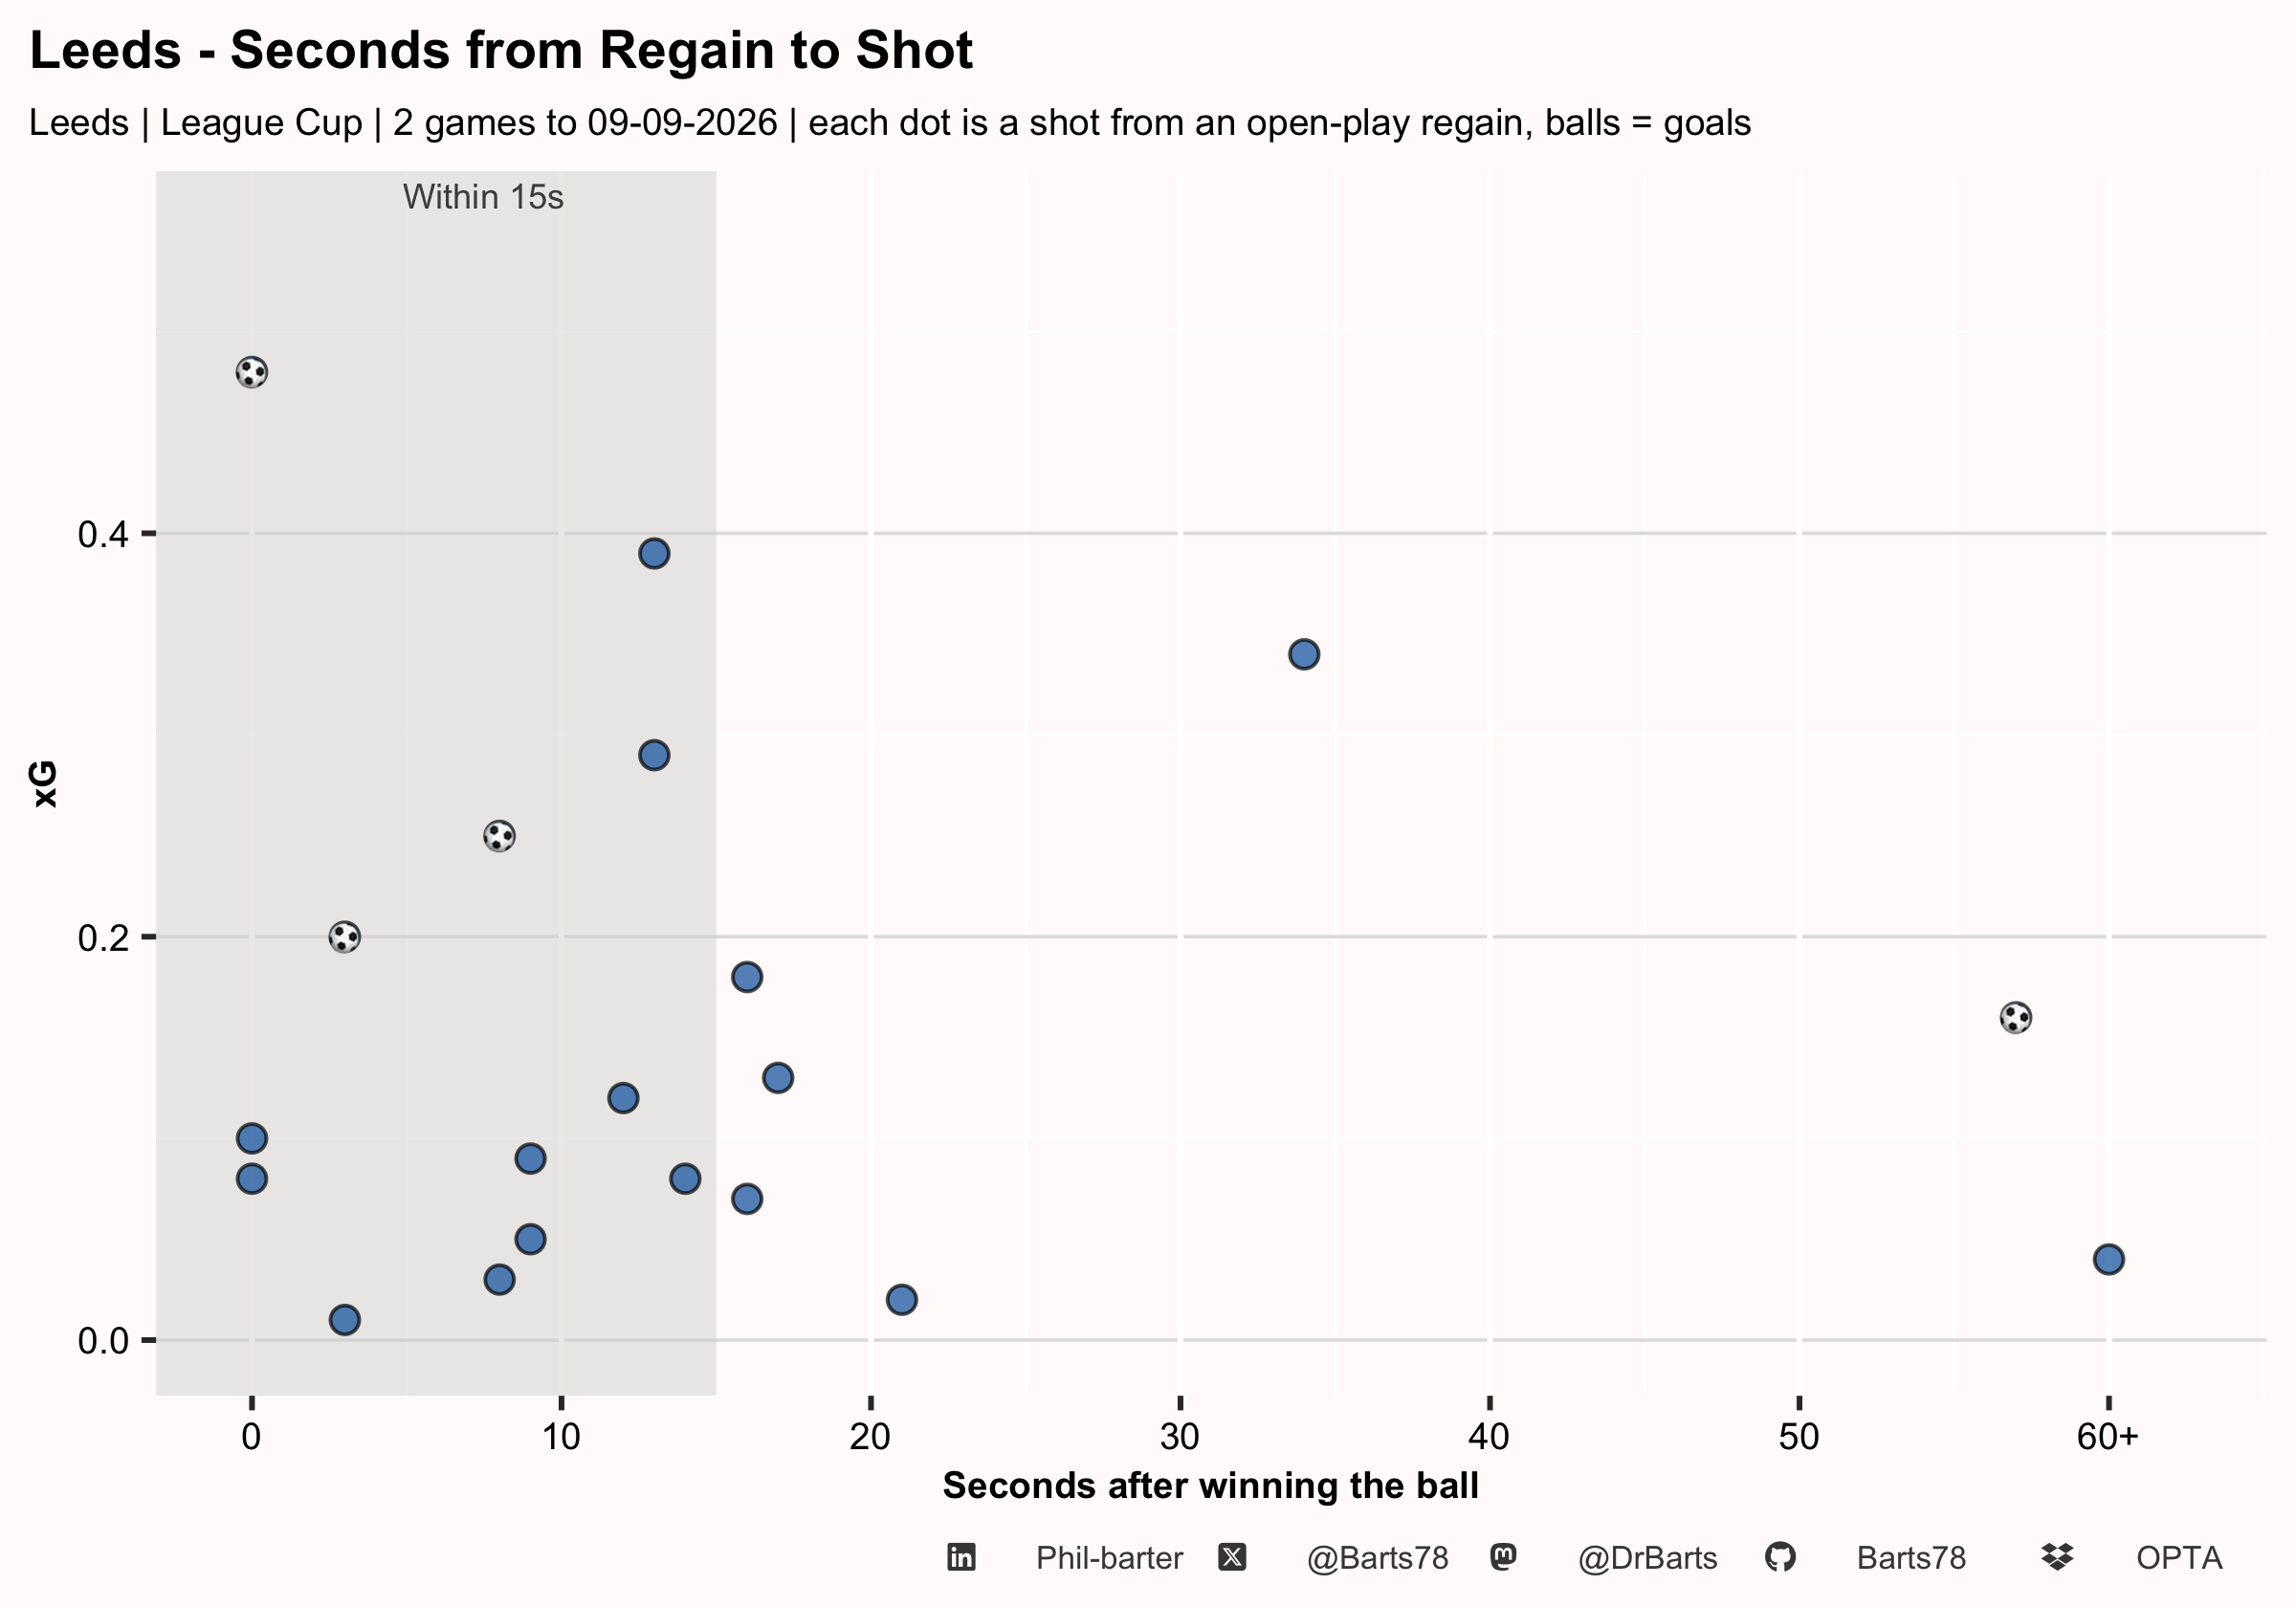 Leeds - Seconds from Regain to Shot
Leeds | League Cup | 2 games to 09-09-2026 | each dot is a shot from an open-play regain, balls = goals
Within 15s
0.4
0.2
0.0
xG
0 10 20 30 40 50 60+
Seconds after winning the ball
Phil-barter @Barts78 @DrBarts Barts78 OPTA